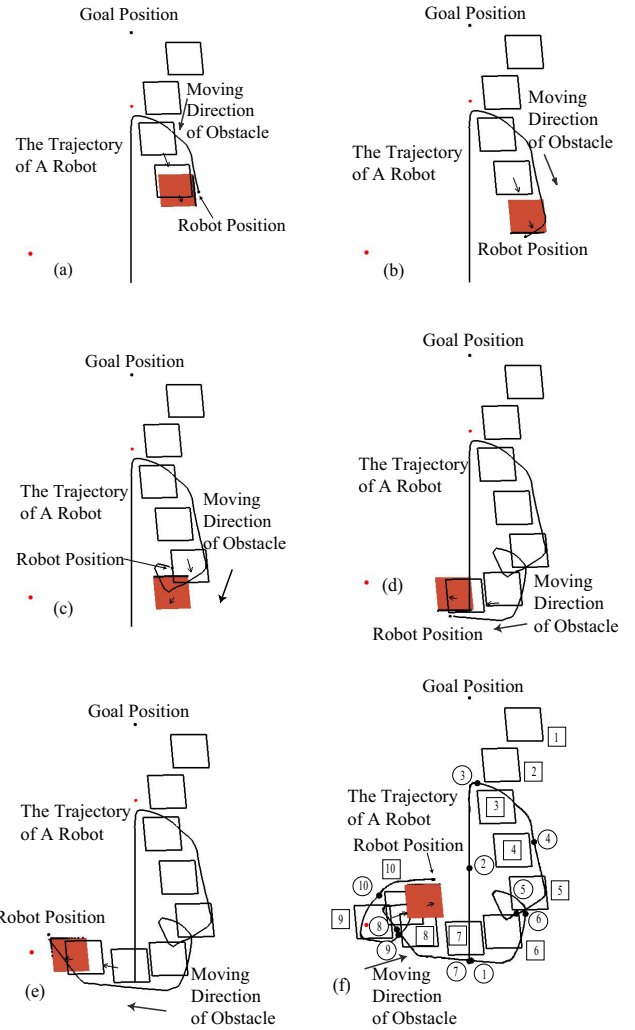 Goal Position
Moving
Direction
of Obstacle
The Trajectory
of A Robot
Robot Position
(a)
Goal Position
Moving
Direction
of Obstacle
The Trajectory
of A Robot
Robot Position
(b)
Goal Position
The Trajectory
of A Robot
Moving
Direction
of Obstacle
Robot Position
(c)
Goal Position
The Trajectory
of A Robot
(d)
Moving
Direction
of Obstacle
Robot Position
Goal Position
The Trajectory
of A Robot
Robot Position
(e)
Moving
Direction
of Obstacle
Goal Position
1
2
3
The Trajectory
of A Robot
3
4
4
Robot Position
2
10
10
5
5
9
8
6
7
8
9
6
(f)
Moving
Direction
of Obstacle
7
1